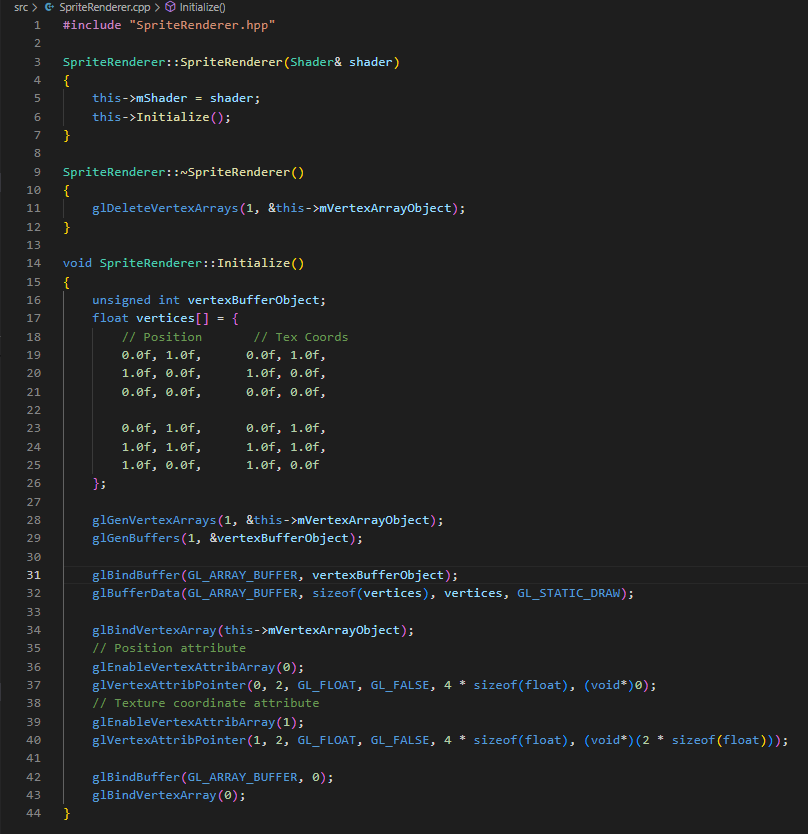 src > SpriteRenderer.cpp > Initialize()
1 #include "SpriteRenderer.hpp"
2
3 SpriteRenderer::SpriteRenderer(Shader& shader)
4 {
5     this->mShader = shader;
6     this->Initialize();
7 }
8
9 SpriteRenderer::~SpriteRenderer()
10 {
11     glDeleteVertexArrays(1, &this->mVertexArrayObject);
12 }
13
14 void SpriteRenderer::Initialize()
15 {
16     unsigned int vertexBufferObject;
17     float vertices[] = {
18         // Position       // Tex Coords
19         0.0f, 1.0f,      0.0f, 1.0f,
20         1.0f, 0.0f,      1.0f, 0.0f,
21         0.0f, 0.0f,      0.0f, 0.0f,
22
23         0.0f, 1.0f,      0.0f, 1.0f,
24         1.0f, 1.0f,      1.0f, 1.0f,
25         1.0f, 0.0f,      1.0f, 0.0f
26     };
27
28     glGenVertexArrays(1, &this->mVertexArrayObject);
29     glGenBuffers(1, &vertexBufferObject);
30
31     glBindBuffer(GL_ARRAY_BUFFER, vertexBufferObject);
32     glBufferData(GL_ARRAY_BUFFER, sizeof(vertices), vertices, GL_STATIC_DRAW);
33
34     glBindVertexArray(this->mVertexArrayObject);
35     // Position attribute
36     glEnableVertexAttribArray(0);
37     glVertexAttribPointer(0, 2, GL_FLOAT, GL_FALSE, 4 * sizeof(float), (void*)0);
38     // Texture coordinate attribute
39     glEnableVertexAttribArray(1);
40     glVertexAttribPointer(1, 2, GL_FLOAT, GL_FALSE, 4 * sizeof(float), (void*)(2 * sizeof(float)));
41
42     glBindBuffer(GL_ARRAY_BUFFER, 0);
43     glBindVertexArray(0);
44 }